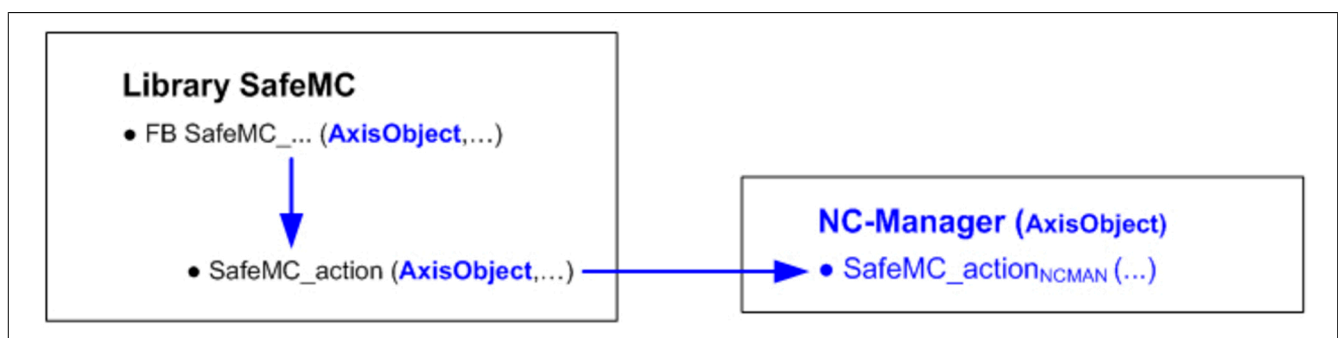 Library SafeMC
● FB SafeMC_... (AxisObject,...)
● SafeMC_action (AxisObject,...)
NC-Manager (AxisObject)
● SafeMC_actionNCMAN (...)